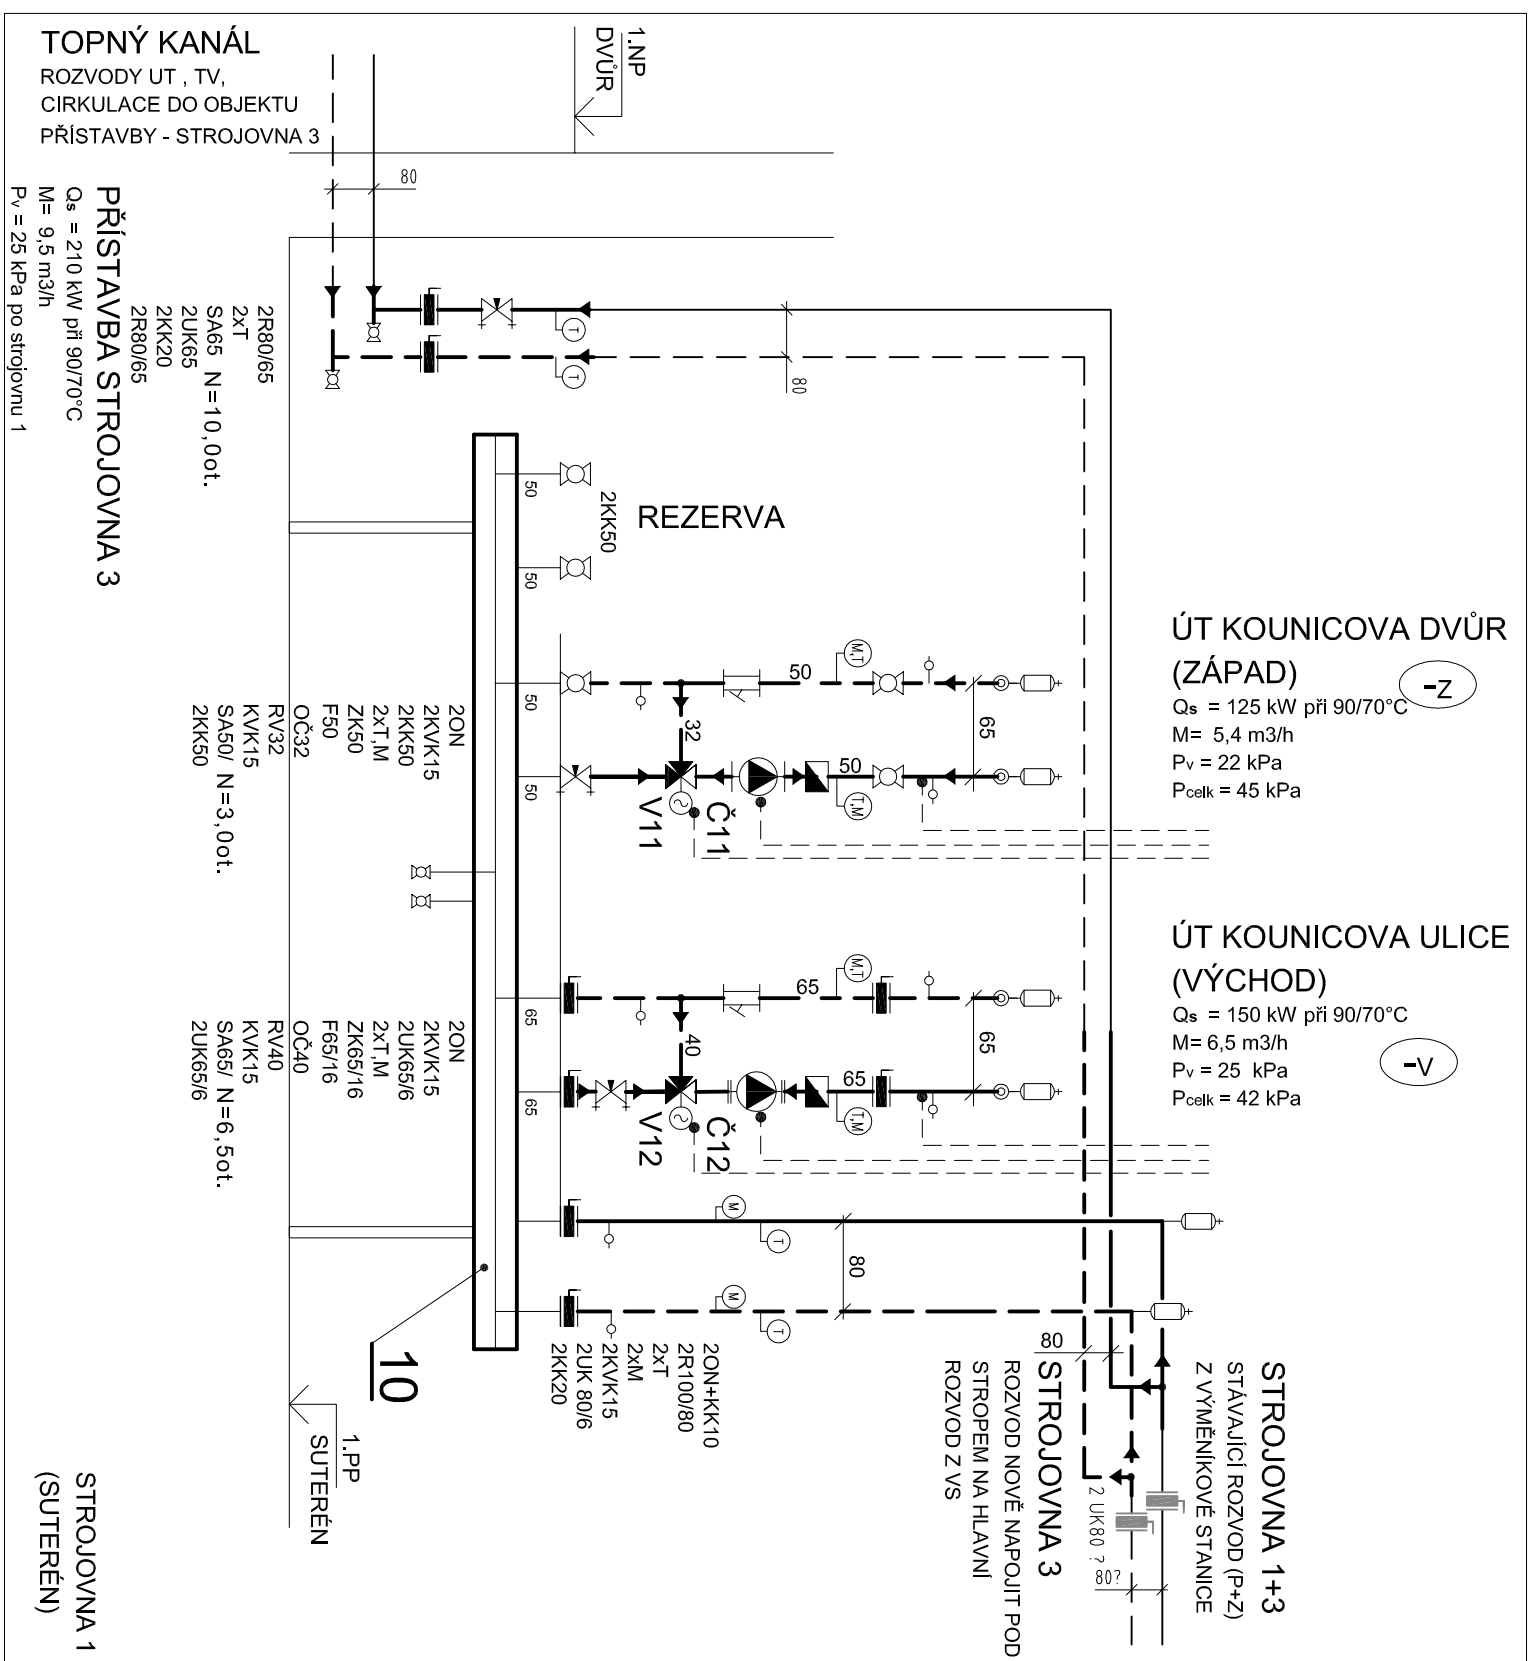 TOPNÝ KANÁL
ROZVODY UT , TV,
CIRKULACE DO OBJEKTU
PŘÍSTAVBY - STROJOVNA 3
1.NP
DVŮR
80
PŘÍSTAVBA STROJOVNA 3
Qs = 210 kW při 90/70°C
M= 9,5 m3/h
Pv = 25 kPa po strojovnu 1
2R80/65
2xT
SA65 N=10,0ot.
2UK65
2KK20
2R80/65
T
T
80
50
50
2KK50
REZERVA
ÚT KOUNICOVA DVŮR
(ZÁPAD)
-Z
Qs = 125 kW při 90/70°C
M= 5,4 m3/h
Pv = 22 kPa
Pcelk = 45 kPa
50
M,T
50
65
32
50
T,M
50
V11
Č11
2ON
2KVK15
2KK50
2xT,M
ZK50
F50
OČ32
RV32
KVK15
SA50/ N=3,0ot.
2KK50
ÚT KOUNICOVA ULICE
(VÝCHOD)
-V
Qs = 150 kW při 90/70°C
M= 6,5 m3/h
Pv = 25 kPa
Pcelk = 42 kPa
65
M,T
65
65
40
65
T,M
65
V12
Č12
2ON
2KVK15
2UK65/6
2xT,M
ZK65/16
F65/16
OČ40
RV40
KVK15
SA65/ N=6,5ot.
2UK65/6
M
T
80
M
T
2ON+KK10
2R100/80
2xT
2xM
2KVK15
2UK 80/6
2KK20
10
80
STROJOVNA 1+3
STÁVAJÍCÍ ROZVOD (P+Z)
Z VÝMĚNÍKOVÉ STANICE
2 UK80 ?
80?
STROJOVNA 3
ROZVOD NOVĚ NAPOJIT POD
STROPEM NA HLAVNÍ
ROZVOD Z VS
1.PP
SUTERÉN
STROJOVNA 1
(SUTERÉN)